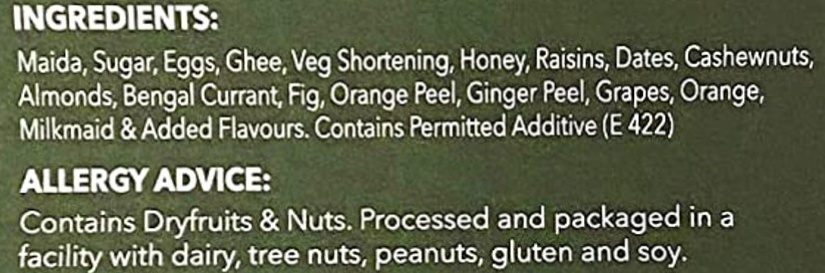 INGREDIENTS:
Maida, Sugar, Eggs, Ghee, Veg Shortening, Honey, Raisins, Dates, Cashewnuts,
Almonds, Bengal Currant, Fig, Orange Peel, Ginger Peel, Grapes, Orange,
Milkmaid & Added Flavours. Contains Permitted Additive (E 422)
ALLERGY ADVICE:
Contains Dryfruits & Nuts. Processed and packaged in a
facility with dairy, tree nuts, peanuts, gluten and soy.